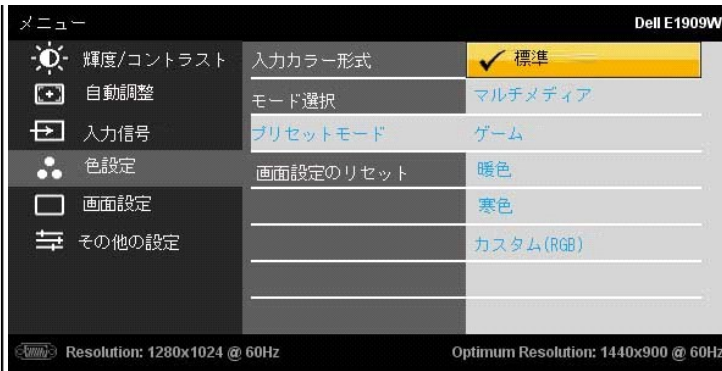 メニュー
Dell E1909W
輝度/コントラスト
自動調整
入力信号
色設定
画面設定
その他の設定
入力カラー形式
モード選択
プリセットモード
画面設定のリセット
標準
マルチメディア
ゲーム
暖色
寒色
カスタム(RGB)
Resolution: 1280x1024 @ 60Hz
Optimum Resolution: 1440x900 @ 60Hz